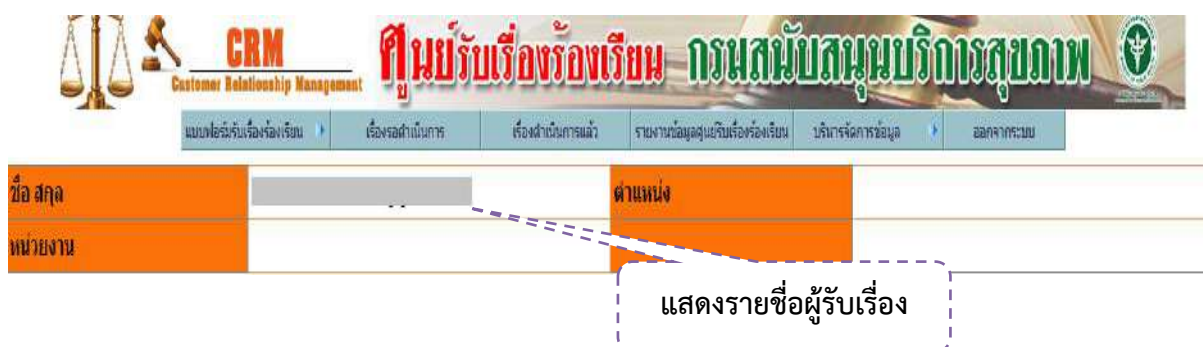 CRM
Customer Relationship Management
ศูนย์รับเรื่องร้องเรียน กรมสนับสนุนบริการสุขภาพ
แบบฟอร์มรับเรื่องร้องเรียน เรื่องรอดำเนินการ เรื่องดำเนินการแล้ว รายงานข้อมูลศูนย์รับเรื่องร้องเรียน บริหารจัดการข้อมูล ออกจากระบบ
ชื่อ สกุล ตำแหน่ง
หน่วยงาน
แสดงรายชื่อผู้รับเรื่อง